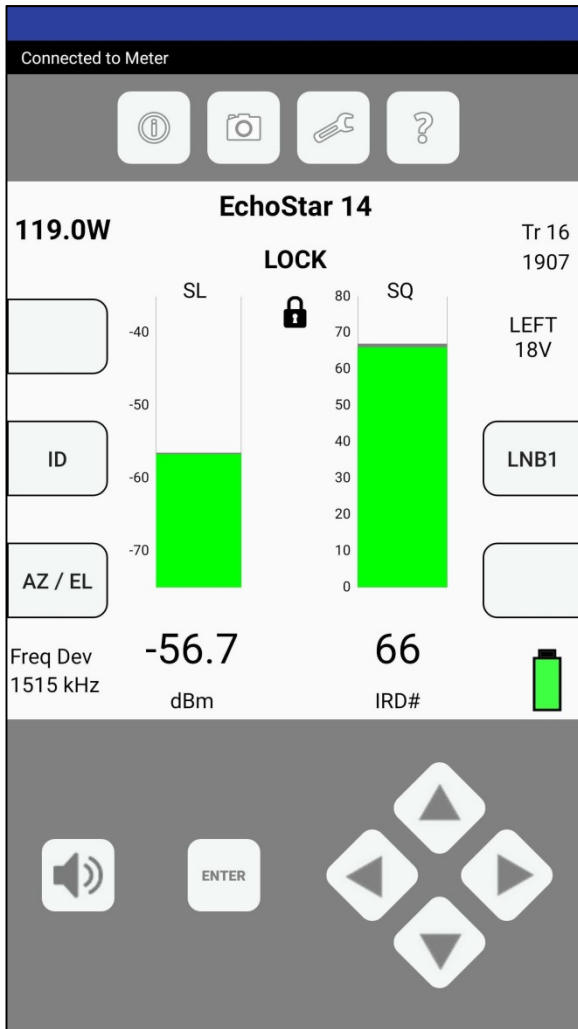 Connected to Meter
EchoStar 14
119.0W
Tr 16
1907
LOCK
SL
SQ
LEFT
18V
-40
-50
-60
-70
80
70
60
50
40
30
20
10
0
ID
LNB1
AZ / EL
Freq Dev
1515 kHz
-56.7
dBm
66
IRD#
ENTER